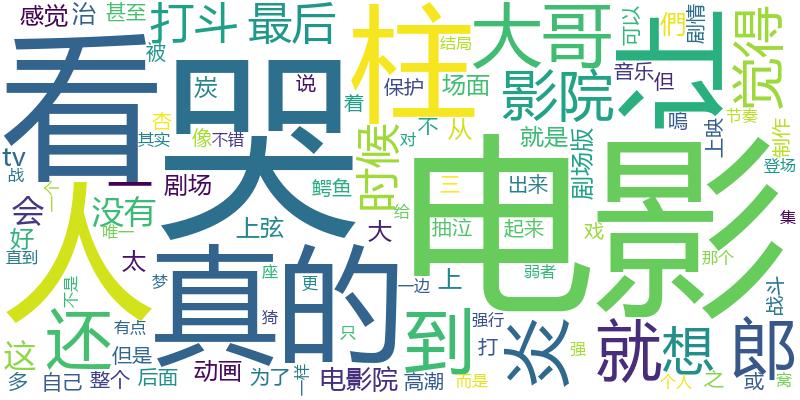 感觉
治
甚至
打斗
最后
柱
大哥
可以
剧情
們
觉得
被
看
哭
炭
说
保护
结局
场面
影院
让
音乐
但
嗚
上映
节奏
制作
tv
战
杏
其实
像
不错
着
对
不
从
就是
剧场版
登场
人
一
剧场
时候
鳄鱼
三
出来
电影
会
没有
好
直到
唯一
上弦
太
大
给
抽泣
起来
戏
那个
集
真的
梦
座
更
一边
上
弱者
战斗
不是
还
有点
猗
只
到
强行
打
炎
就
想
郎
这
但是
多
自己
整个
后面
动画
为了
一样
电影院
高潮
而是
强
个人
之
或
窝